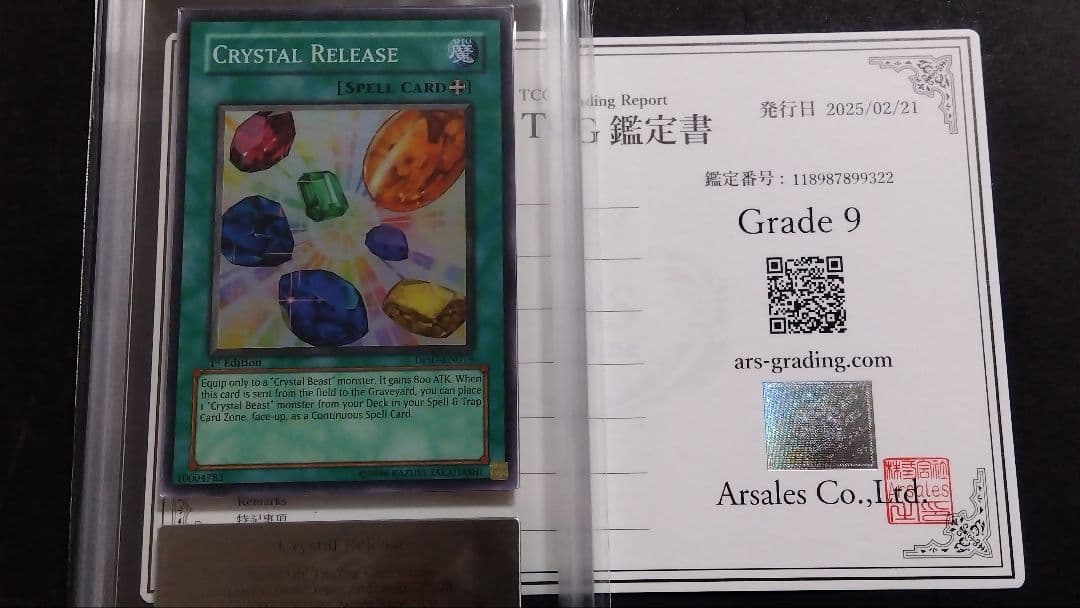 CRYSTAL RELEASE
魔
[SPELL CARD]
1st Edition
Equip only to a "Crystal Beast" monster. It gains 800 ATK. When
this card is sent from the field to the Graveyard, you can place
1 "Crystal Beast" monster from your Deck in your Spell & Trap
Card Zone, face-up, as a Continuous Spell Card.
©1996 KAZUKI TAKAHASHI
Remarks
特記事項
Crystal Release
Report
鑑定書
発行日 2025/02/21
鑑定番号：118987899322
Grade 9
ars-grading.com
Arsales Co.,Ltd.